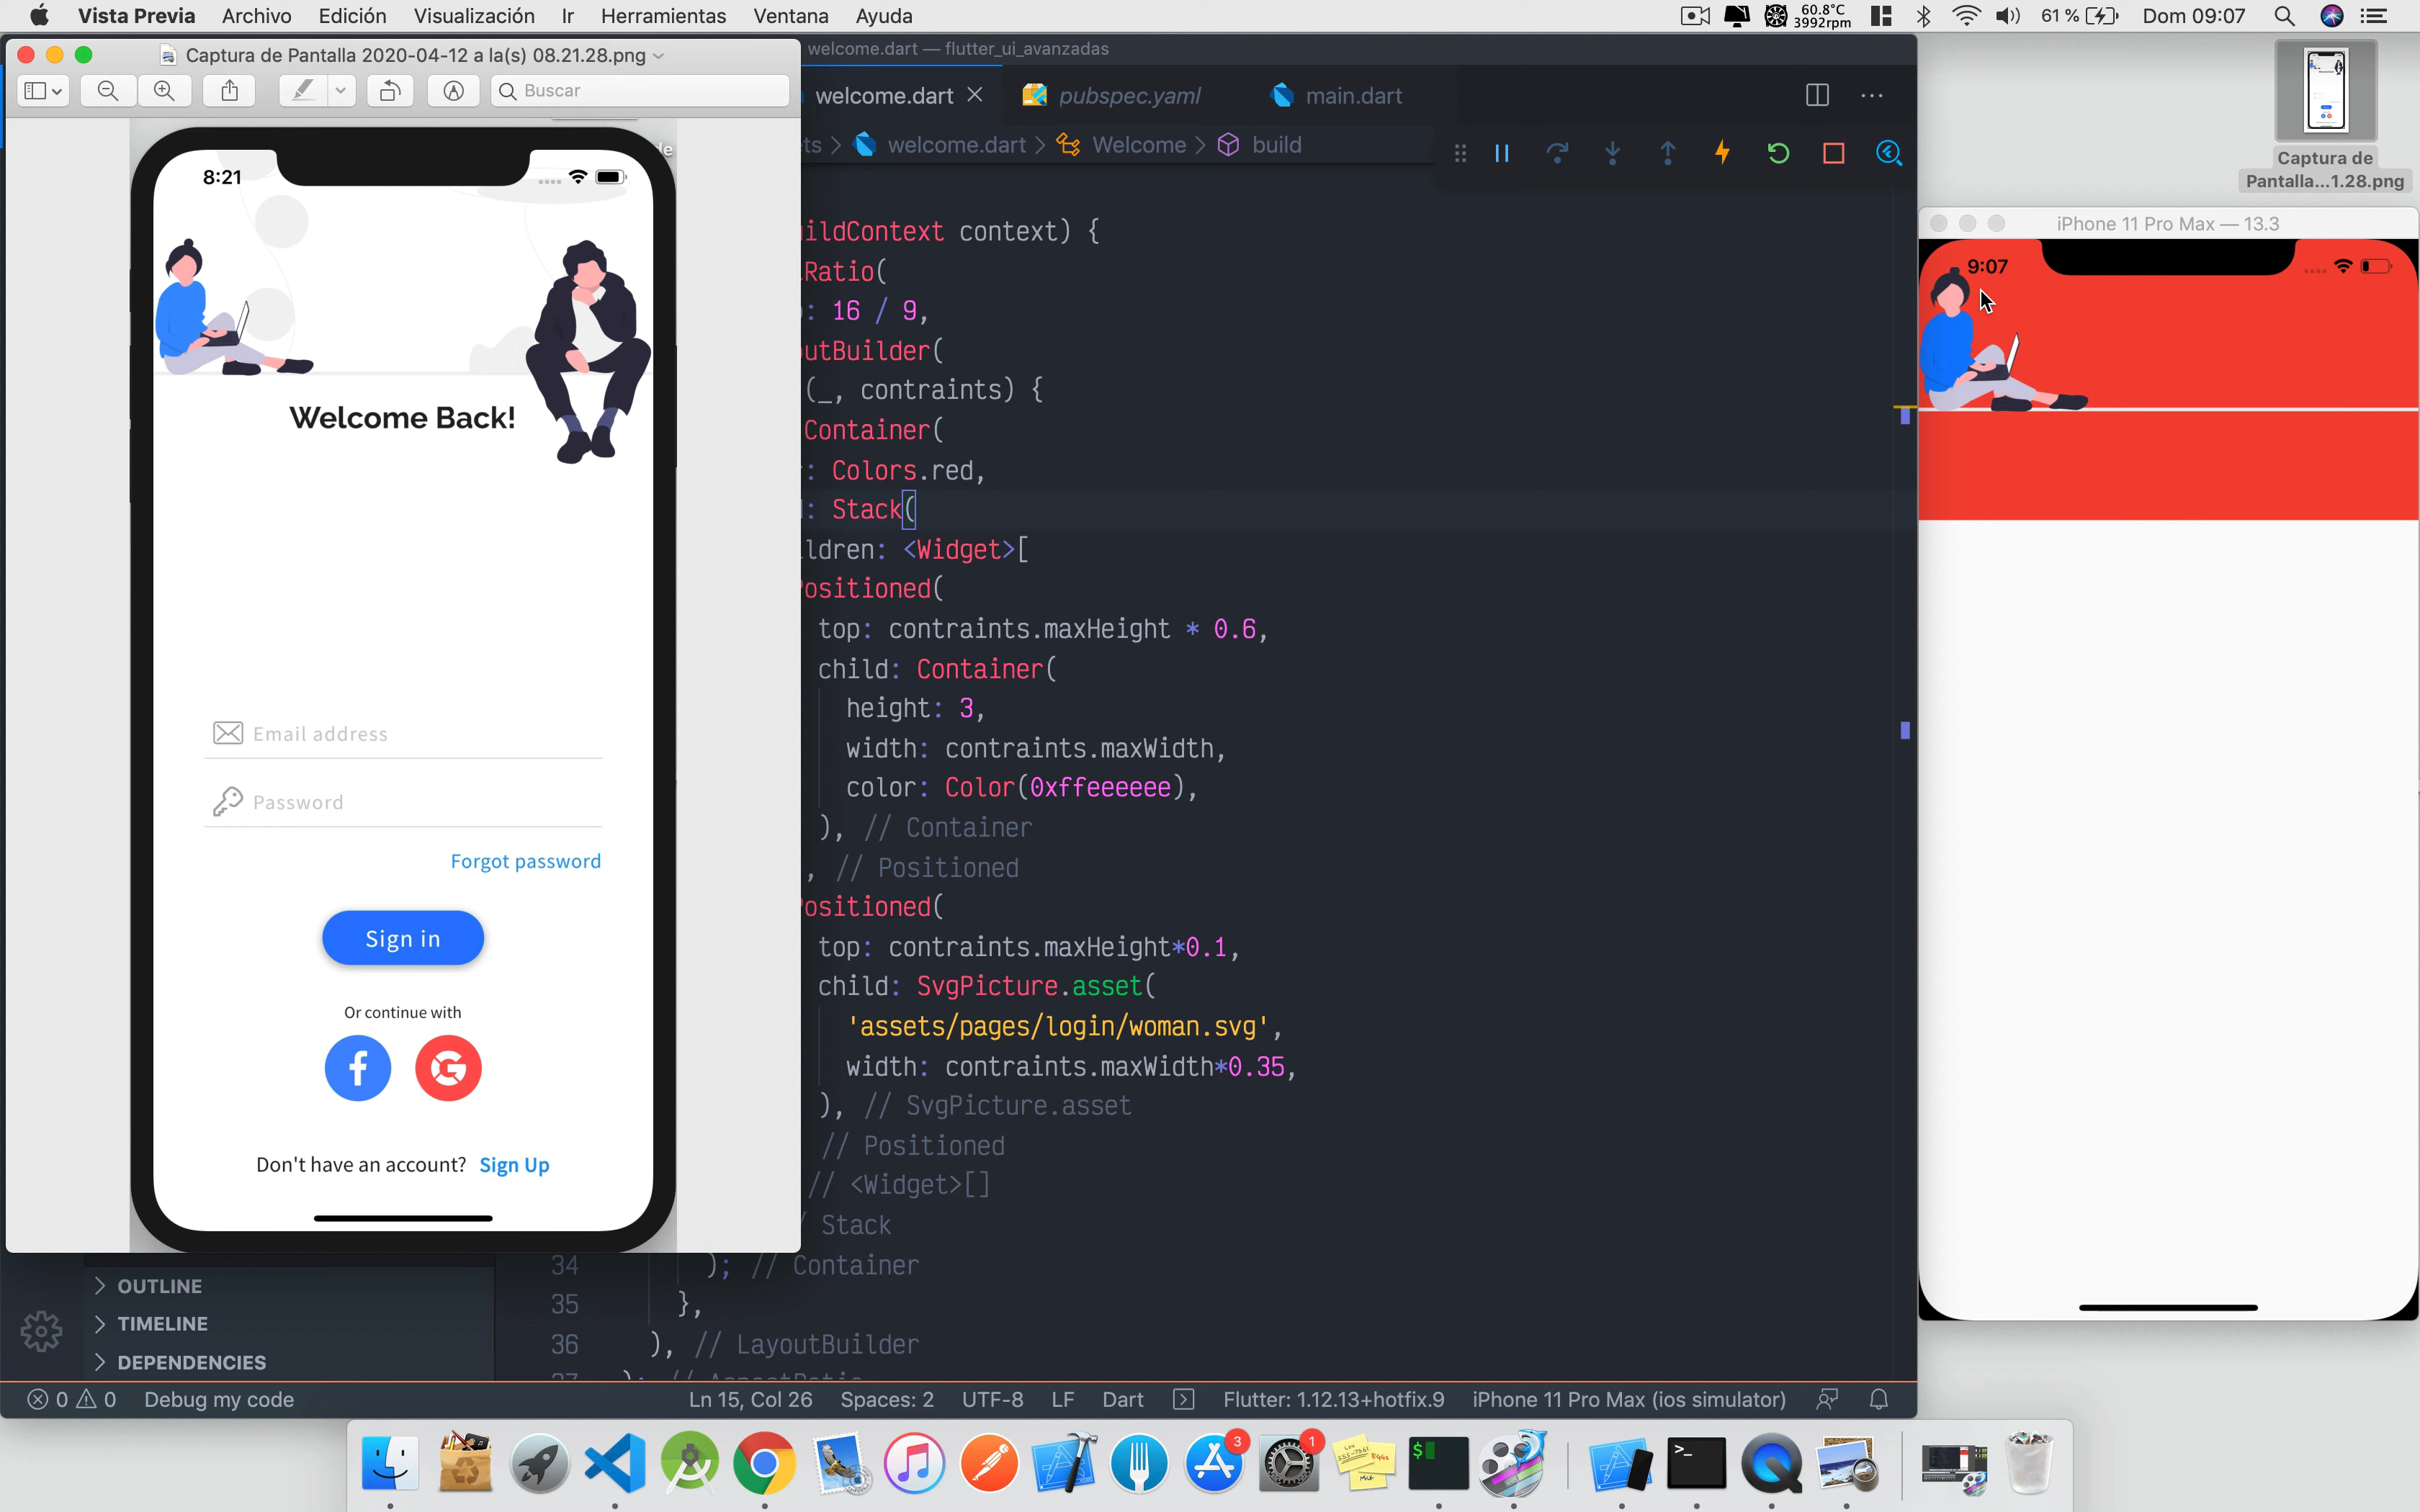 Vista Previa Archivo Edición Visualización Ir Herramientas Ventana Ayuda
60.8°C
3992rpm
61 % Dom 09:07
Captura de Pantalla 2020-04-12 a la(s) 08.21.28.png
Buscar
8:21
Welcome Back!
Email address
Password
Forgot password
Sign in
Or continue with
Don't have an account? Sign Up
welcome.dart — flutter_ui_avanzadas
welcome.dart pubspec.yaml main.dart
ts > welcome.dart > Welcome > build
ildContext context) {
Ratio(
: 16 / 9,
utBuilder(
(_, contraints) {
Container(
: Colors.red,
: Stack(
ldren: <Widget>[
ositioned(
top: contraints.maxHeight * 0.6,
child: Container(
height: 3,
width: contraints.maxWidth,
color: Color(0xffeeeeee),
), // Container
, // Positioned
ositioned(
top: contraints.maxHeight*0.1,
child: SvgPicture.asset(
'assets/pages/login/woman.svg',
width: contraints.maxWidth*0.35,
), // SvgPicture.asset
// Positioned
// <Widget>[]
Stack
34 ); // Container
35 },
36 ), // LayoutBuilder
OUTLINE
TIMELINE
DEPENDENCIES
0 0 Debug my code Ln 15, Col 26 Spaces: 2 UTF-8 LF Dart Flutter: 1.12.13+hotfix.9 iPhone 11 Pro Max (ios simulator)
Captura de
Pantalla...1.28.png
iPhone 11 Pro Max — 13.3
9:07
3
1